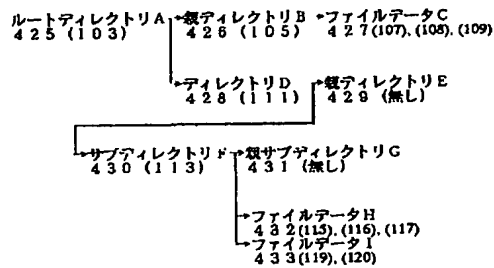 ルートディレクトリA
425(103)
親ディレクトリB
426(105)
ファイルデータC
427(107),(108),(109)
ディレクトリD
428(111)
親ディレクトリE
429(無し)
サブディレクトリF
430(113)
親サブディレクトリG
431(無し)
ファイルデータH
432(115),(116),(117)
ファイルデータI
433(119),(120)